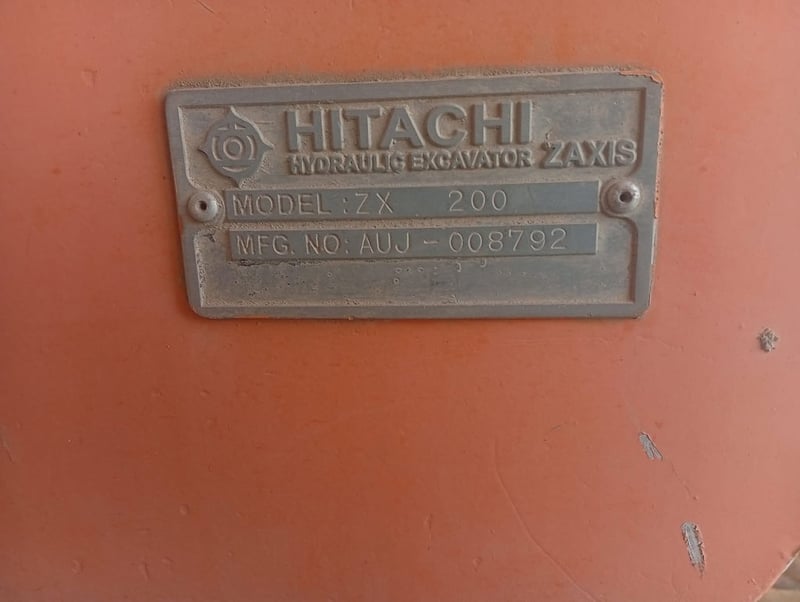 HITACHI
HYDRAULIC EXCAVATOR ZAXIS
MODEL: ZX 200
MFG. NO: AUJ-008792